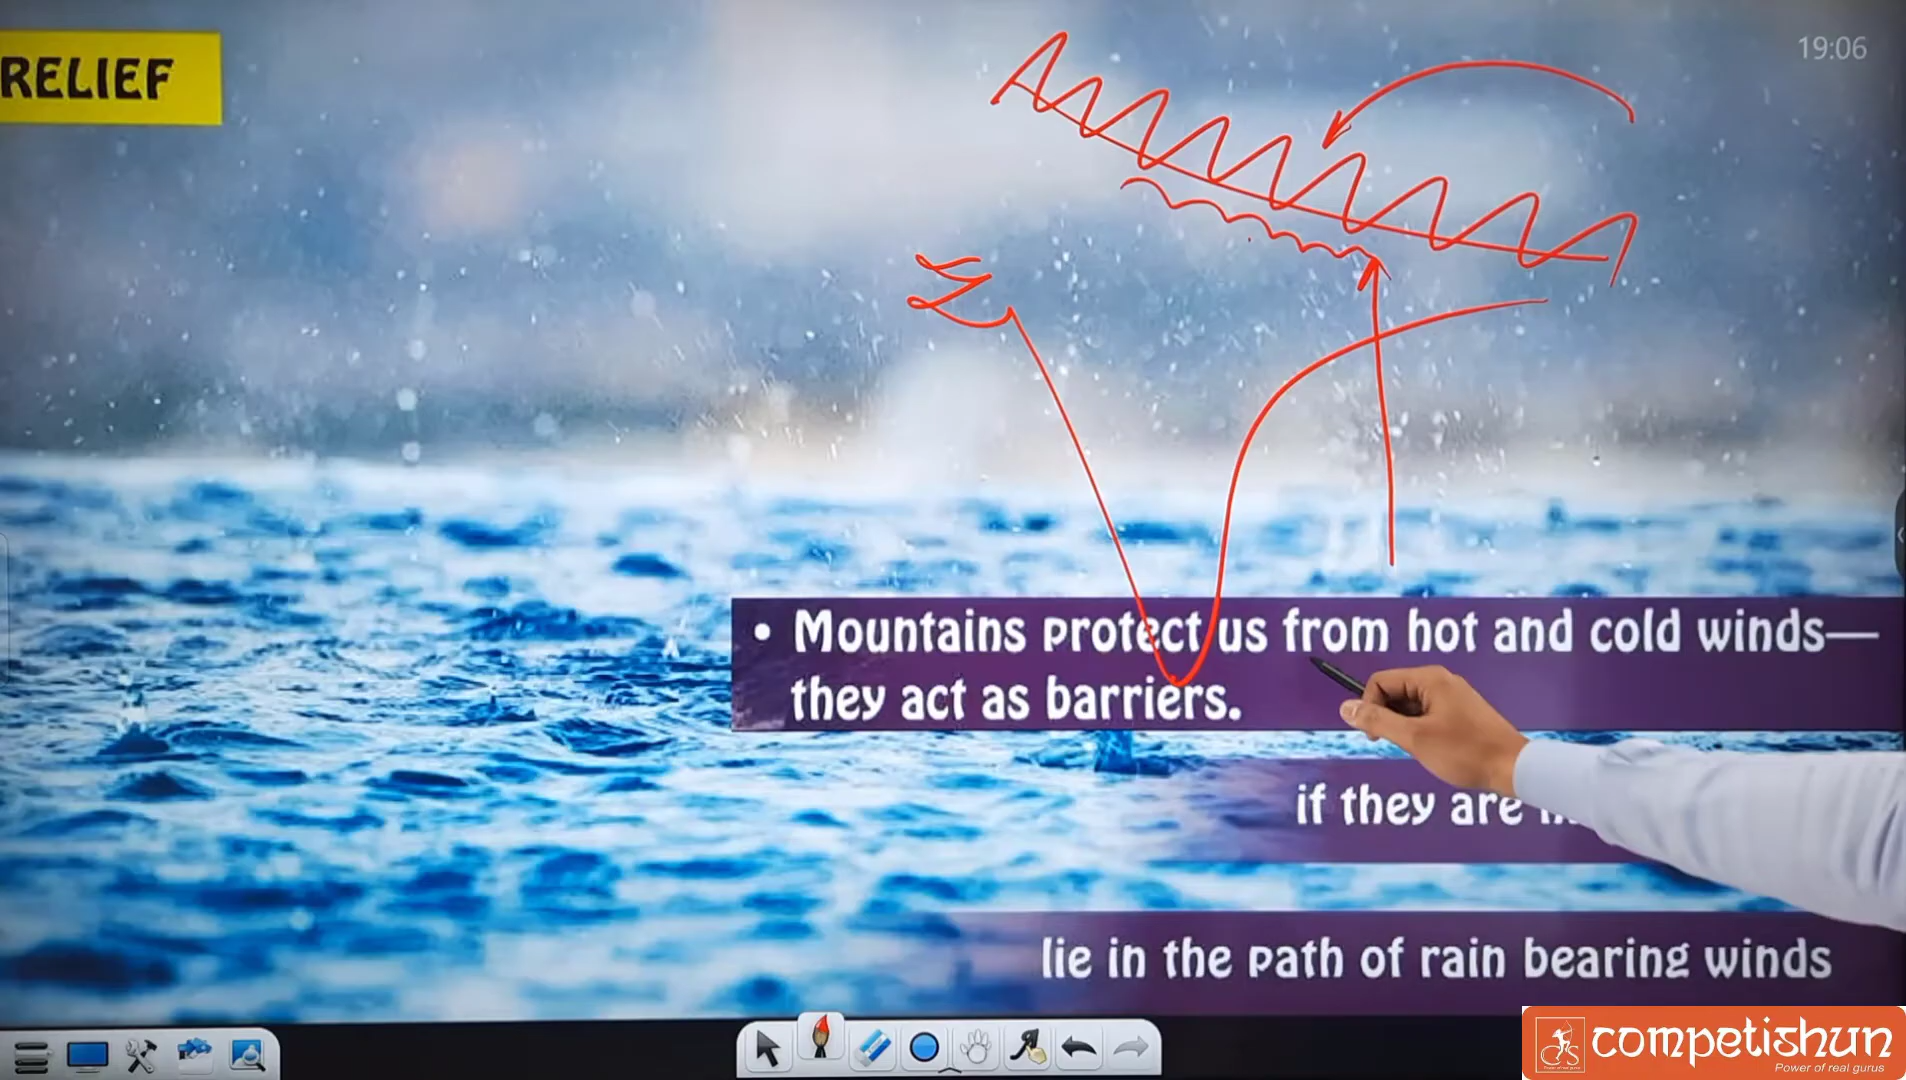 RELIEF
19:06
• Mountains protect us from hot and cold winds—
they act as barriers.
if they are
lie in the path of rain bearing winds
competishun
Power of real gurus